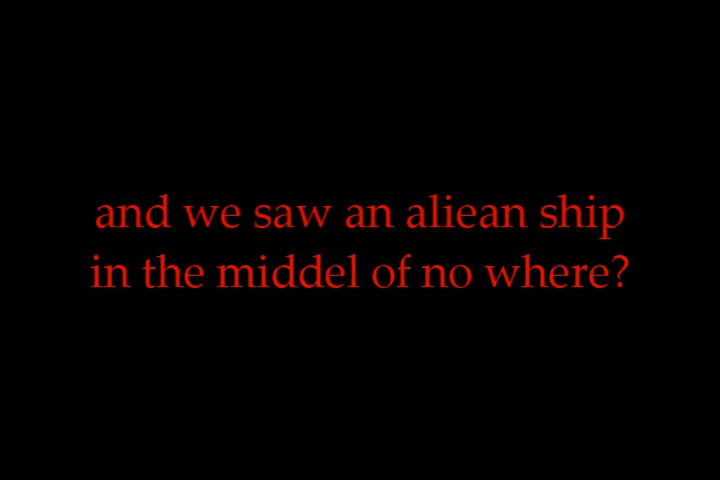 and we saw an aliean ship
in the middel of no where?